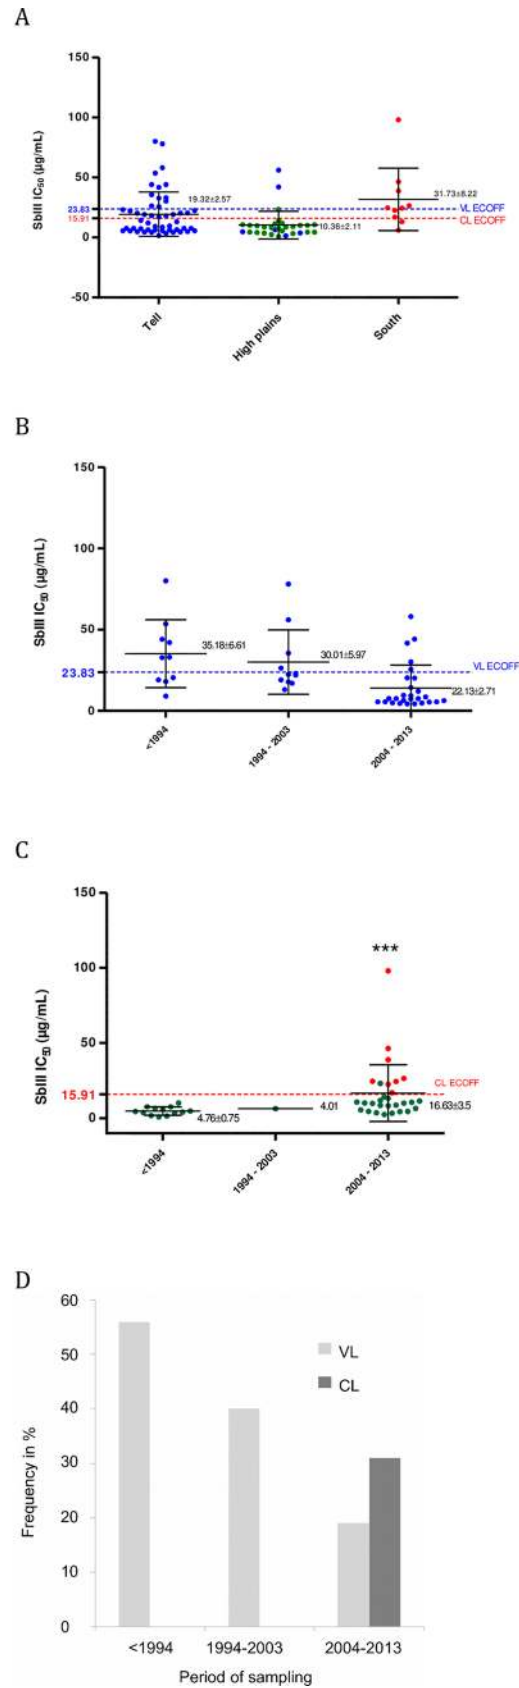 A
150
100
50
23.83
15.91
0
-50
SbIII IC50 (µg/mL)
19.32±2.57
10.36±2.11
31.73±8.22
VL ECOFF
CL ECOFF
Tell
High plains
South
B
150
100
50
23.83
0
SbIII IC50 (µg/mL)
35.18±6.61
30.01±5.97
22.13±2.71
VL ECOFF
<1994
1994 - 2003
2004 - 2013
C
150
100
50
15.91
0
SbIII IC50 (µg/mL)
***
4.76±0.75
4.01
16.63±3.5
CL ECOFF
<1994
1994 - 2003
2004 - 2013
D
60
50
40
30
20
10
0
Frequency in %
VL
CL
<1994
1994-2003
2004-2013
Period of sampling